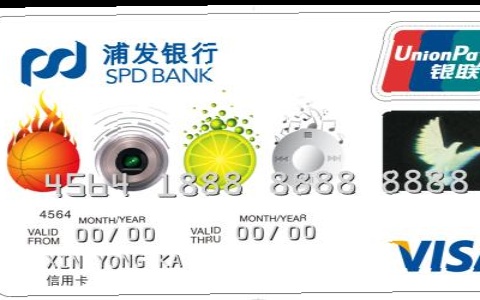 浦发银行
SPD BANK
UnionPa
银联
4564 1888 8888 8888
4564
MONTH/YEAR
MONTH/YEAR
VALID FROM 00/00
VALID THRU 00/00
XIN YONG KA
信用卡
VISA